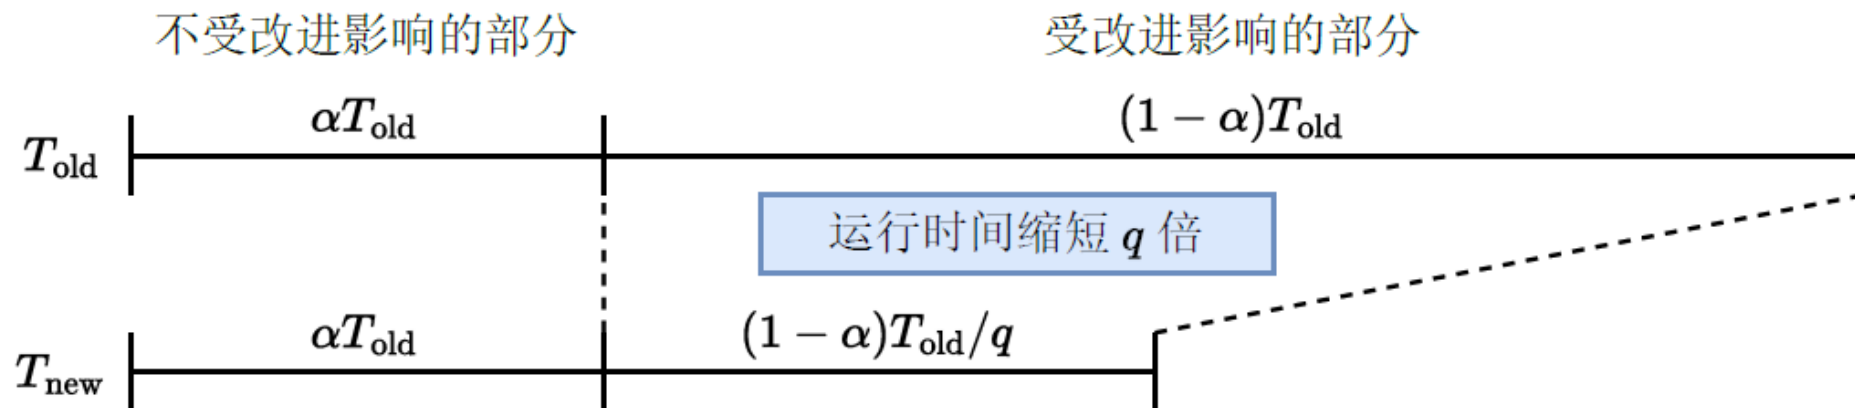 不受改进影响的部分 受改进影响的部分
αT_old (1 − α)T_old
T_old
运行时间缩短 q 倍
αT_old (1 − α)T_old/q
T_new